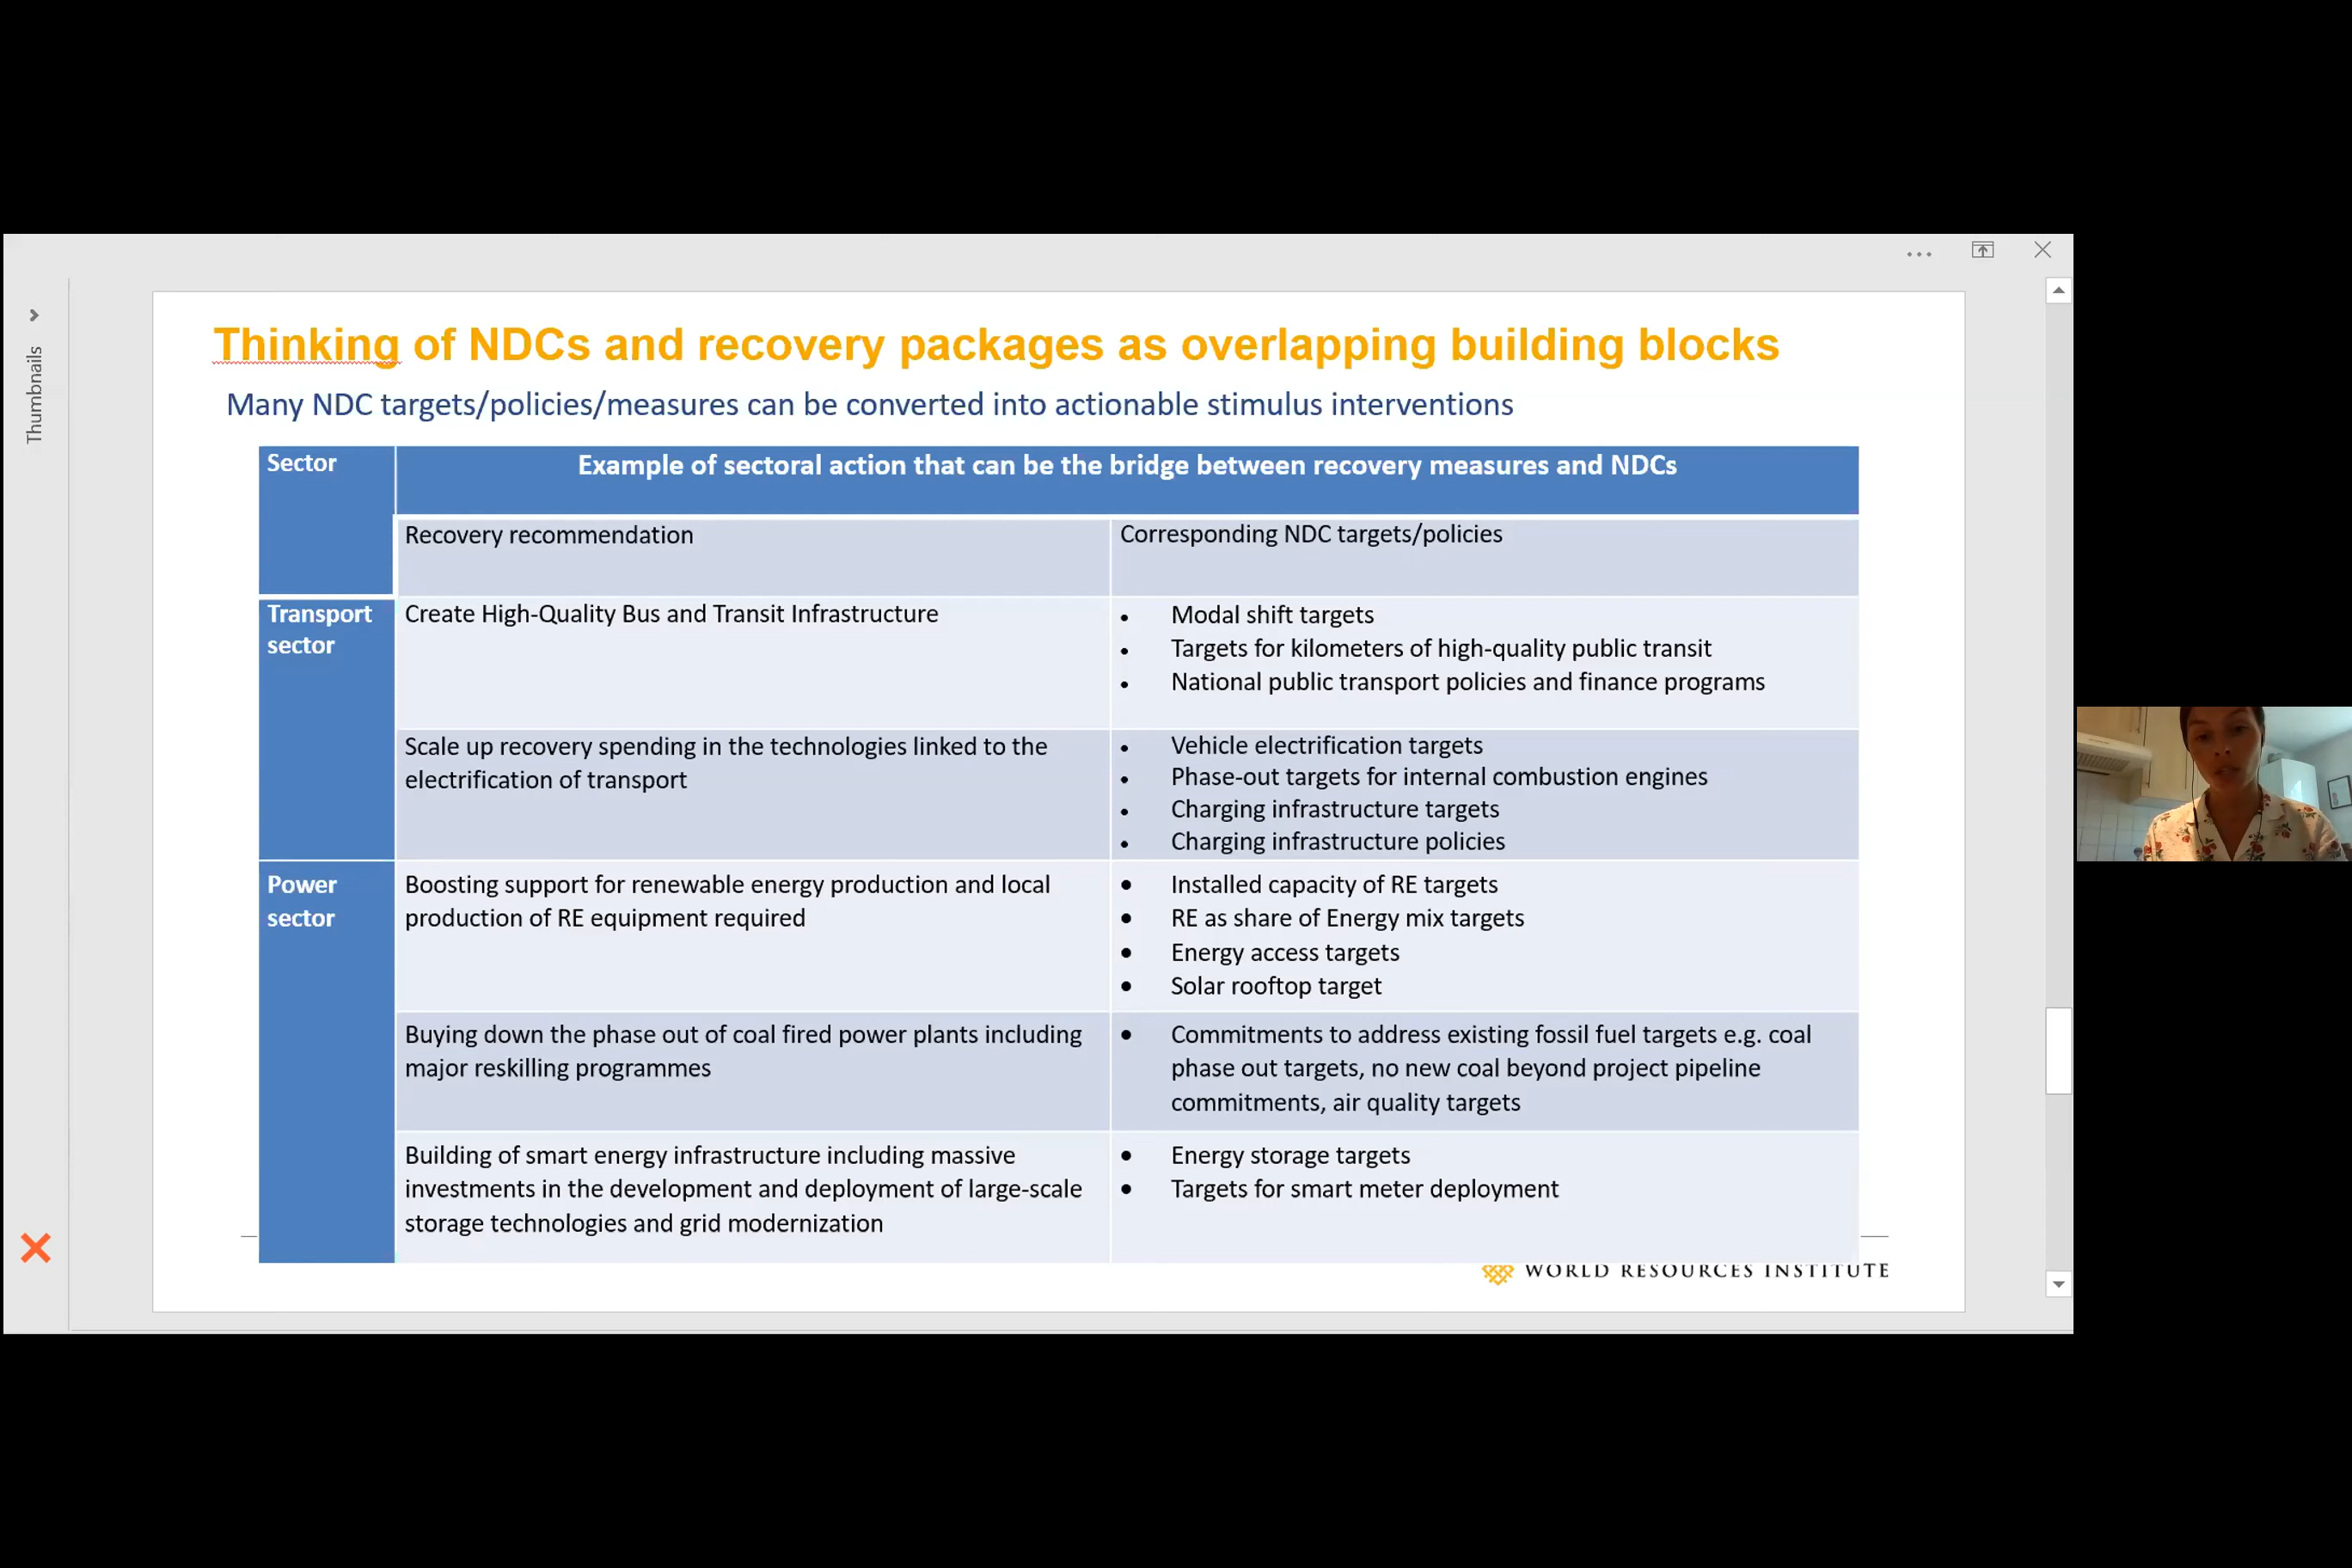 Thumbnails
Thinking of NDCs and recovery packages as overlapping building blocks
Many NDC targets/policies/measures can be converted into actionable stimulus interventions
Sector
Example of sectoral action that can be the bridge between recovery measures and NDCs
Recovery recommendation
Corresponding NDC targets/policies
Transport
sector
Create High-Quality Bus and Transit Infrastructure
• Modal shift targets
• Targets for kilometers of high-quality public transit
• National public transport policies and finance programs
Scale up recovery spending in the technologies linked to the
electrification of transport
• Vehicle electrification targets
• Phase-out targets for internal combustion engines
• Charging infrastructure targets
• Charging infrastructure policies
Power
sector
Boosting support for renewable energy production and local
production of RE equipment required
• Installed capacity of RE targets
• RE as share of Energy mix targets
• Energy access targets
• Solar rooftop target
Buying down the phase out of coal fired power plants including
major reskilling programmes
• Commitments to address existing fossil fuel targets e.g. coal
phase out targets, no new coal beyond project pipeline
commitments, air quality targets
Building of smart energy infrastructure including massive
investments in the development and deployment of large-scale
storage technologies and grid modernization
• Energy storage targets
• Targets for smart meter deployment
WORLD RESOURCES INSTITUTE